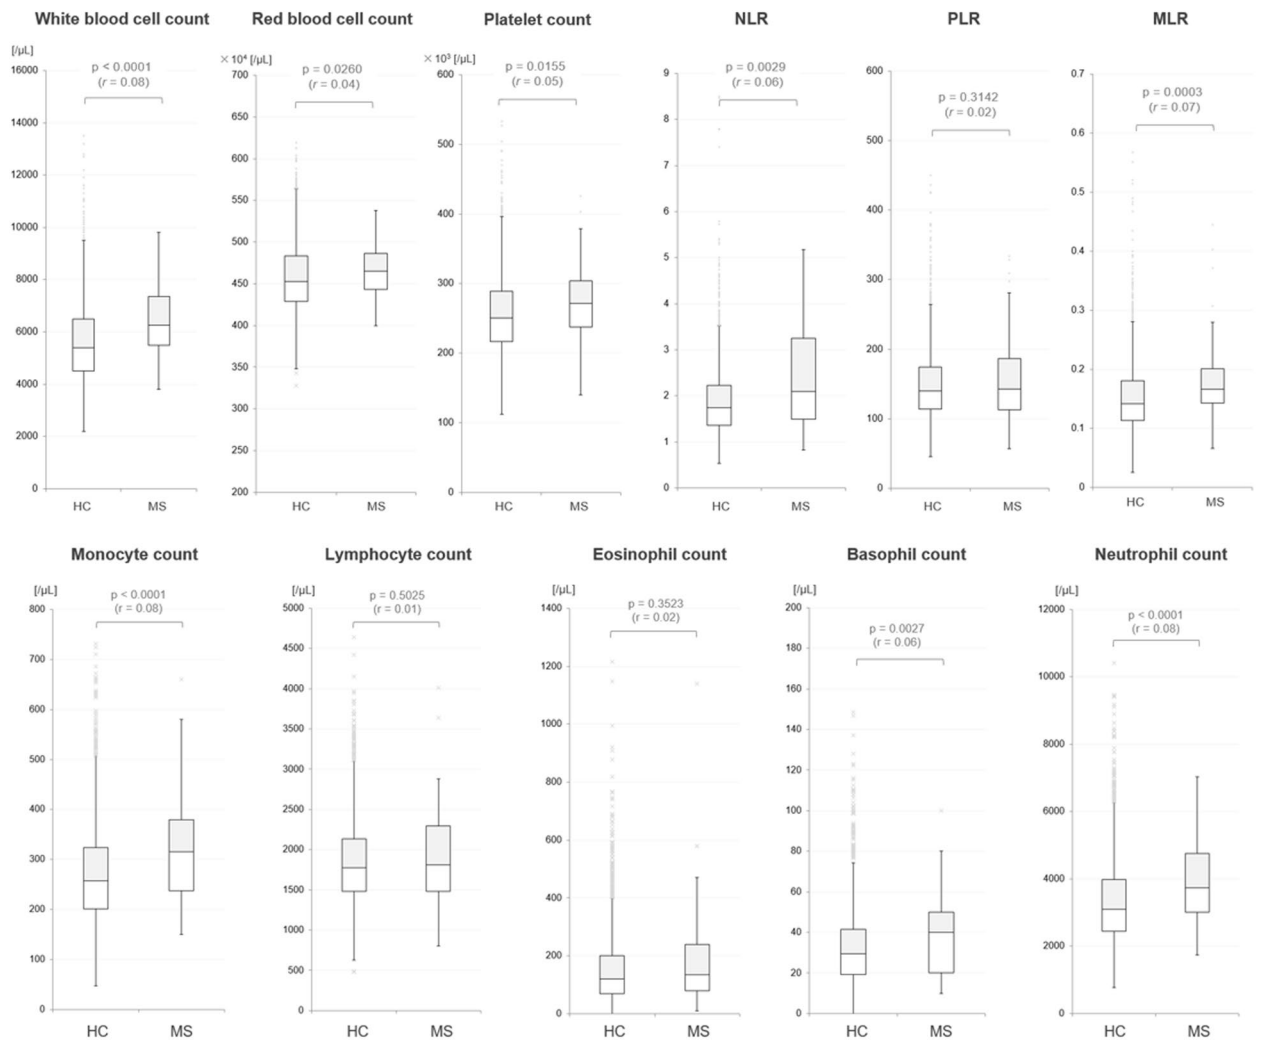 White blood cell count
[/μL]
p < 0.0001
(r = 0.08)
16000
14000
12000
10000
8000
6000
4000
2000
0
HC MS
Red blood cell count
×10⁴ [/μL]
p = 0.0260
(r = 0.04)
700
650
600
550
500
450
400
350
300
250
200
HC MS
Platelet count
×10³ [/μL]
p = 0.0155
(r = 0.05)
600
500
400
300
200
100
0
HC MS
NLR
p = 0.0029
(r = 0.06)
9
8
7
6
5
4
3
2
1
0
HC MS
PLR
p = 0.3142
(r = 0.02)
600
500
400
300
200
100
0
HC MS
MLR
p = 0.0003
(r = 0.07)
0.7
0.6
0.5
0.4
0.3
0.2
0.1
0
HC MS
Monocyte count
[/μL]
p < 0.0001
(r = 0.08)
800
700
600
500
400
300
200
100
0
HC MS
Lymphocyte count
[/μL]
p = 0.5025
(r = 0.01)
5000
4500
4000
3500
3000
2500
2000
1500
1000
500
0
HC MS
Eosinophil count
[/μL]
p = 0.3523
(r = 0.02)
1400
1200
1000
800
600
400
200
0
HC MS
Basophil count
[/μL]
p = 0.0027
(r = 0.06)
200
180
160
140
120
100
80
60
40
20
0
HC MS
Neutrophil count
[/μL]
p < 0.0001
(r = 0.08)
12000
10000
8000
6000
4000
2000
0
HC MS